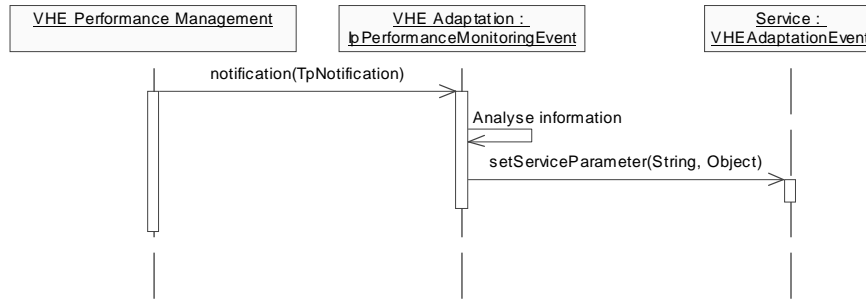 VHE Performance Management
VHE Adaptation :
IpPerformanceMonitoringEvent
Service :
VHEAdaptationEvent
notification(TpNotification)
Analyse information
setServiceParameter(String, Object)